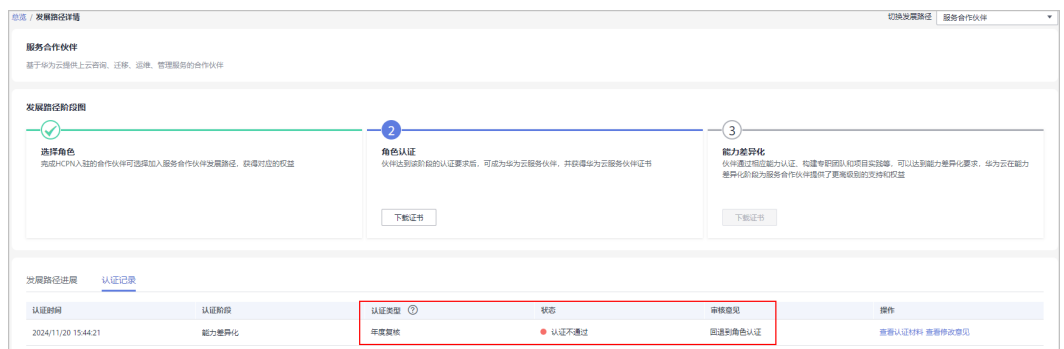 总览 / 发展路径详情
切换发展路径 服务合作伙伴
服务合作伙伴
基于华为云提供上云咨询、迁移、运维、管理服务的合作伙伴
发展路径阶段图
2
3
选择角色
完成HCPN入驻的合作伙伴可选择加入服务合作伙伴发展路径，获得对应的权益
角色认证
伙伴达到该阶段的认证要求后，可成为华为云服务伙伴，并获得华为云服务伙伴证书
下载证书
能力差异化
伙伴通过相应能力认证、构建专职团队和项目实践等，可以达到能力差异化要求，华为云在能力
差异化阶段为服务合作伙伴提供了更高级别的支持和权益
下载证书
发展路径进展 认证记录
认证时间 认证阶段 认证类型 ? 状态 审核意见 操作
2024/11/20 15:44:21 能力差异化 年度复核 认证不通过 回退到角色认证 查看认证材料 查看修改意见